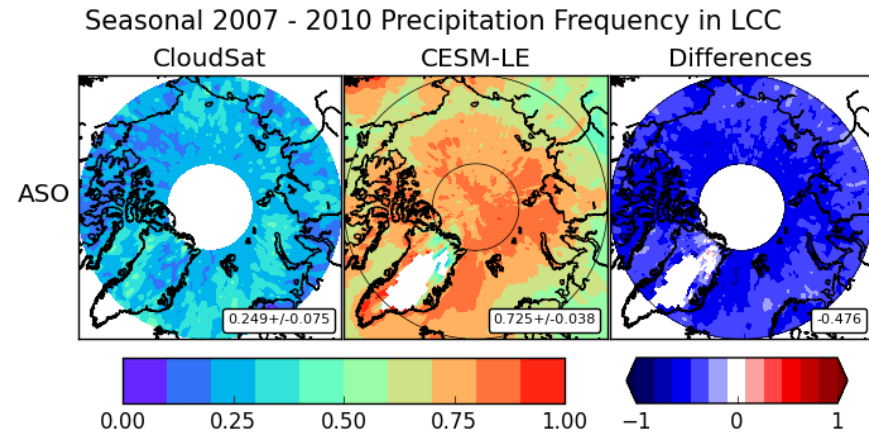 Seasonal 2007 - 2010 Precipitation Frequency in LCC
CloudSat CESM-LE Differences
ASO
0.249+/-0.075 0.725+/-0.038 -0.476
0.00 0.25 0.50 0.75 1.00 −1 0 1